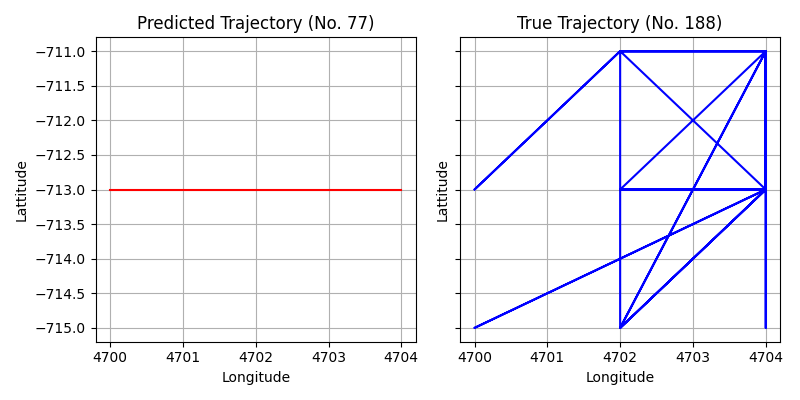 Predicted Trajectory (No. 77)
True Trajectory (No. 188)
Lattitude
−711.0
−711.5
−712.0
−712.5
−713.0
−713.5
−714.0
−714.5
−715.0
4700 4701 4702 4703 4704
Longitude
Lattitude
4700 4701 4702 4703 4704
Longitude